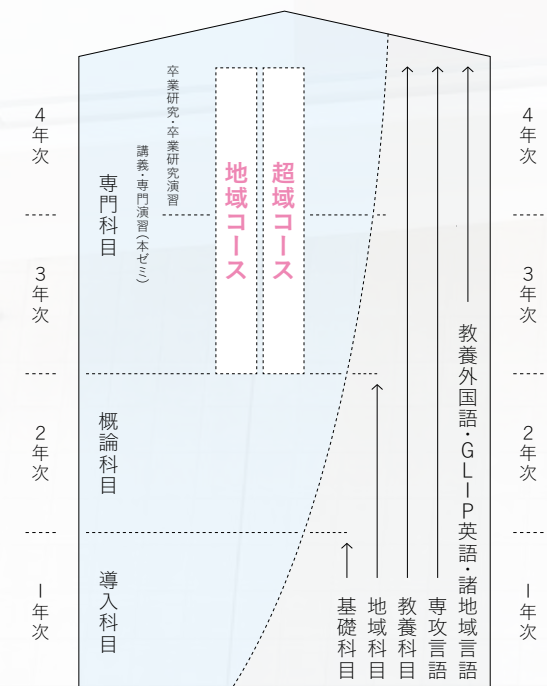 4年次
3年次
2年次
1年次
専門科目
講義・専門演習(本ゼミ)
卒業研究・卒業研究演習
地域コース
超域コース
概論科目
導入科目
基礎科目
地域科目
教養科目
専攻言語
教養外国語・GLIP英語・諸地域言語
4年次
3年次
2年次
1年次